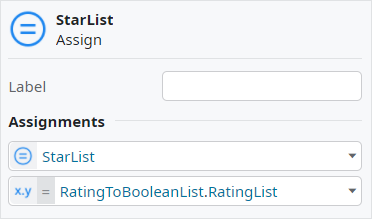 StarList
Assign
Label
Assignments
StarList
x.y = RatingToBooleanList.RatingList